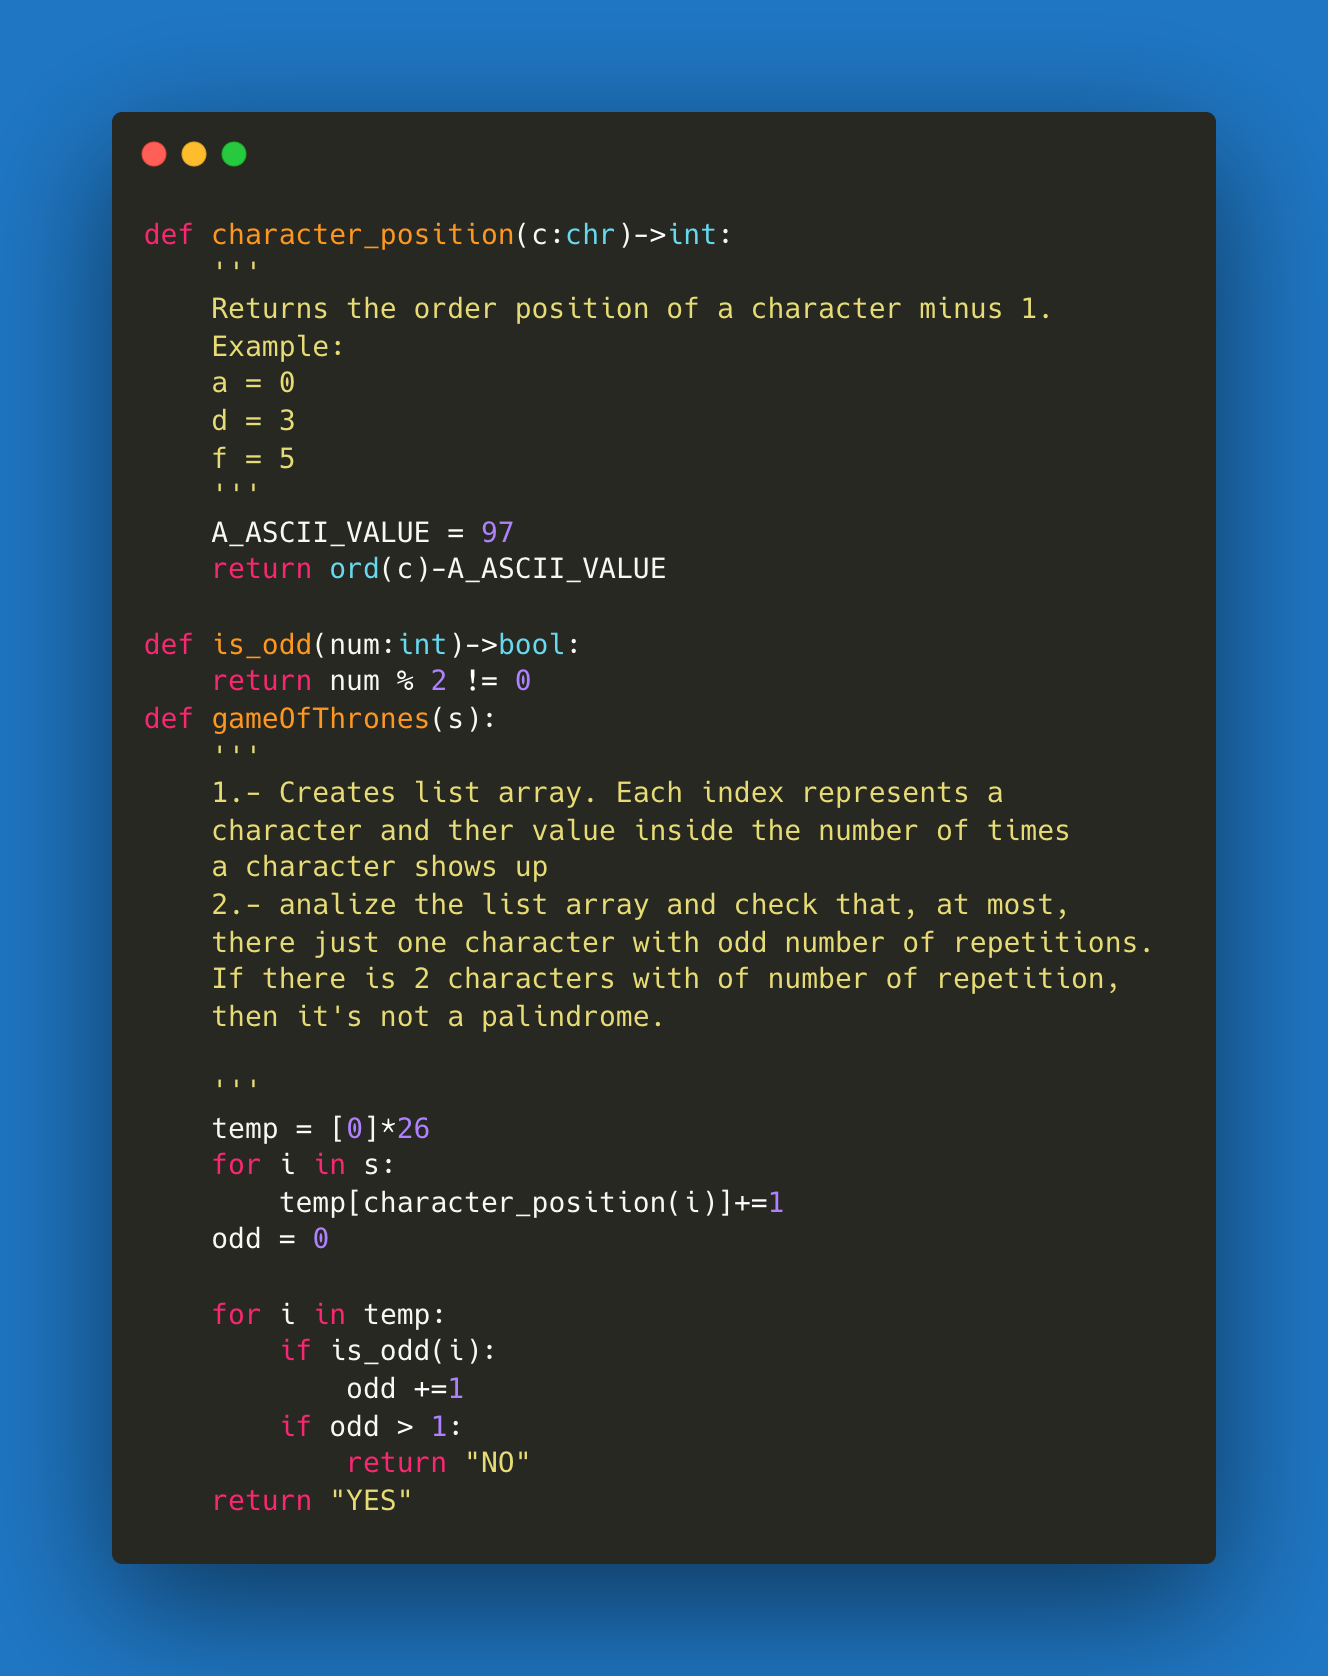 def character_position(c:chr)->int:
    '''
    Returns the order position of a character minus 1.
    Example:
    a = 0
    d = 3
    f = 5
    '''
    A_ASCII_VALUE = 97
    return ord(c)-A_ASCII_VALUE

def is_odd(num:int)->bool:
    return num % 2 != 0
def gameOfThrones(s):
    '''
    1.- Creates list array. Each index represents a
    character and ther value inside the number of times
    a character shows up
    2.- analize the list array and check that, at most,
    there just one character with odd number of repetitions.
    If there is 2 characters with of number of repetition,
    then it's not a palindrome.

    '''
    temp = [0]*26
    for i in s:
        temp[character_position(i)]+=1
    odd = 0

    for i in temp:
        if is_odd(i):
            odd +=1
        if odd > 1:
            return "NO"
    return "YES"